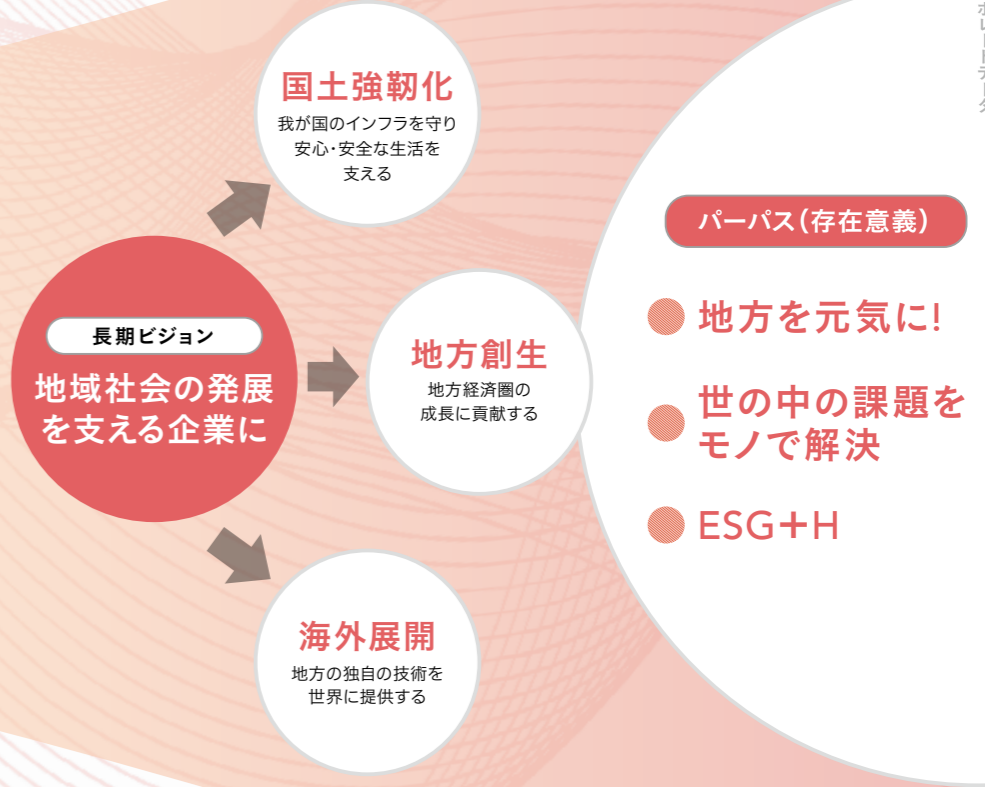 国土強靭化
我が国のインフラを守り
安心・安全な生活を
支える
長期ビジョン
地域社会の発展
を支える企業に
地方創生
地方経済圏の
成長に貢献する
海外展開
地方の独自の技術を
世界に提供する
パーパス（存在意義）
地方を元気に!
世の中の課題を
モノで解決
ESG＋H